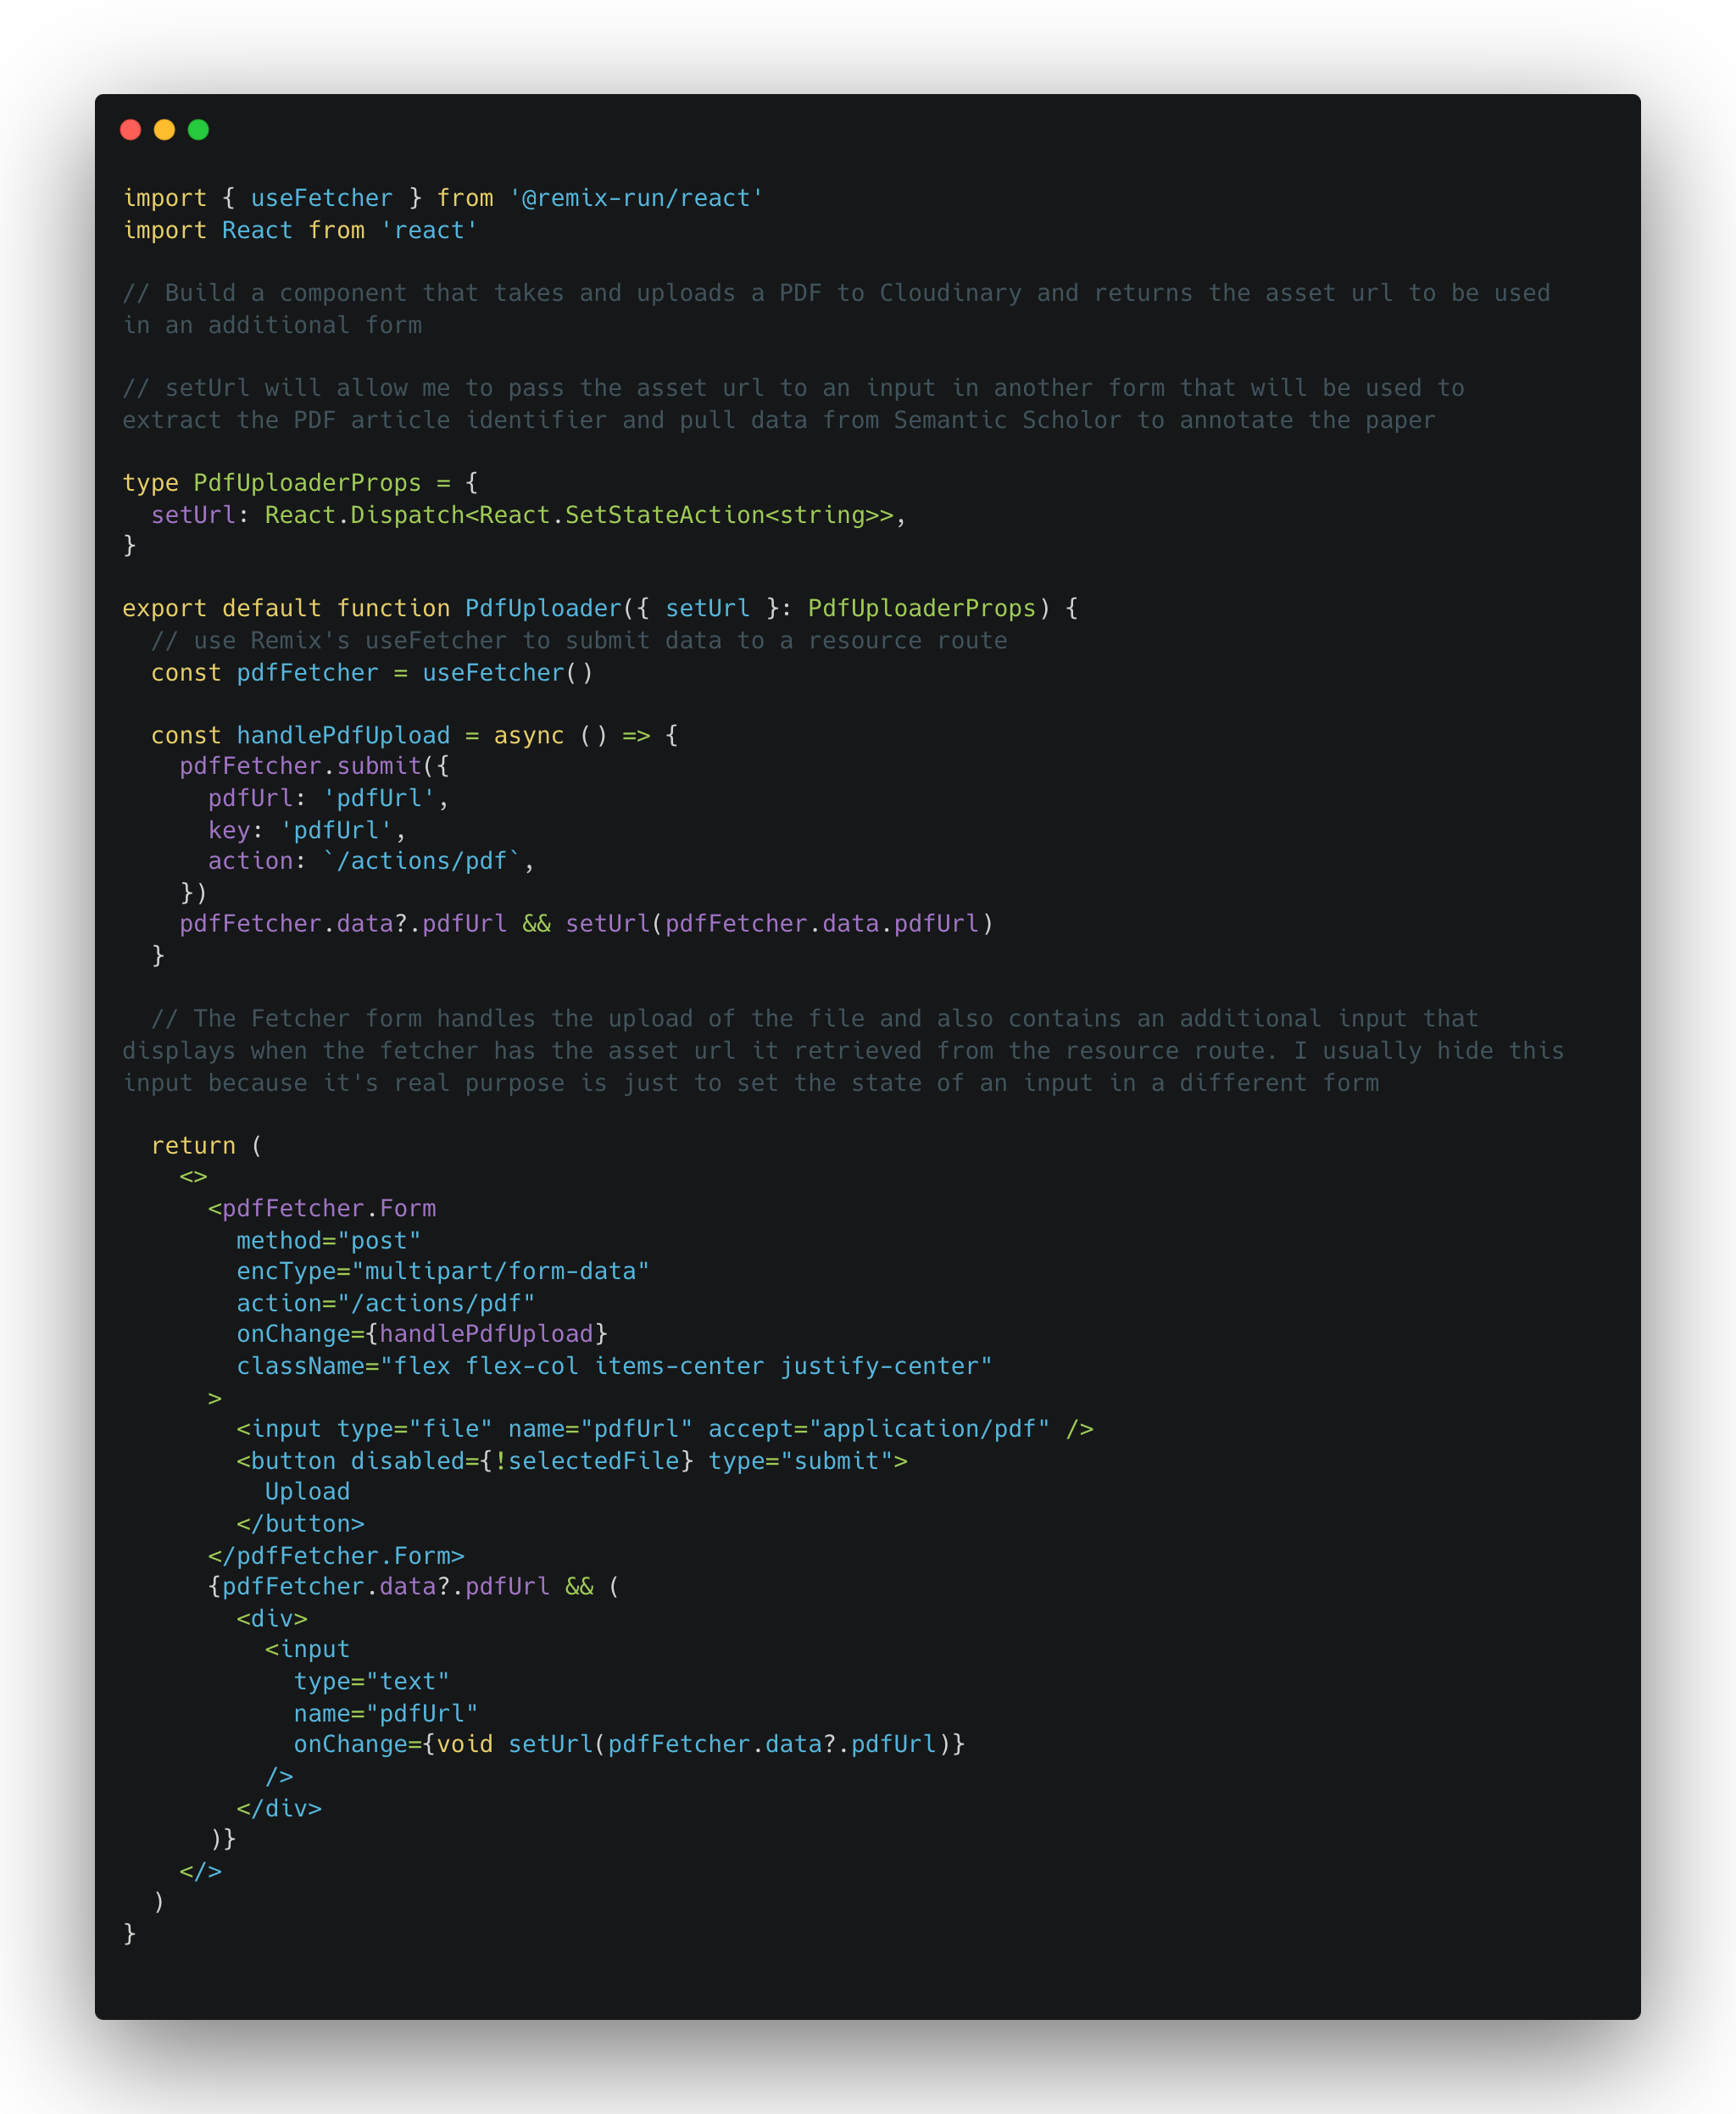 import { useFetcher } from '@remix-run/react'
import React from 'react'

// Build a component that takes and uploads a PDF to Cloudinary and returns the asset url to be used
in an additional form

// setUrl will allow me to pass the asset url to an input in another form that will be used to
extract the PDF article identifier and pull data from Semantic Scholor to annotate the paper

type PdfUploaderProps = {
  setUrl: React.Dispatch<React.SetStateAction<string>>,
}

export default function PdfUploader({ setUrl }: PdfUploaderProps) {
  // use Remix's useFetcher to submit data to a resource route
  const pdfFetcher = useFetcher()

  const handlePdfUpload = async () => {
    pdfFetcher.submit({
      pdfUrl: 'pdfUrl',
      key: 'pdfUrl',
      action: `/actions/pdf`,
    })
    pdfFetcher.data?.pdfUrl && setUrl(pdfFetcher.data.pdfUrl)
  }

  // The Fetcher form handles the upload of the file and also contains an additional input that
displays when the fetcher has the asset url it retrieved from the resource route. I usually hide this
input because it's real purpose is just to set the state of an input in a different form

  return (
    <>
      <pdfFetcher.Form
        method="post"
        encType="multipart/form-data"
        action="/actions/pdf"
        onChange={handlePdfUpload}
        className="flex flex-col items-center justify-center"
      >
        <input type="file" name="pdfUrl" accept="application/pdf" />
        <button disabled={!selectedFile} type="submit">
          Upload
        </button>
      </pdfFetcher.Form>
      {pdfFetcher.data?.pdfUrl && (
        <div>
          <input
            type="text"
            name="pdfUrl"
            onChange={void setUrl(pdfFetcher.data?.pdfUrl)}
          />
        </div>
      )}
    </>
  )
}